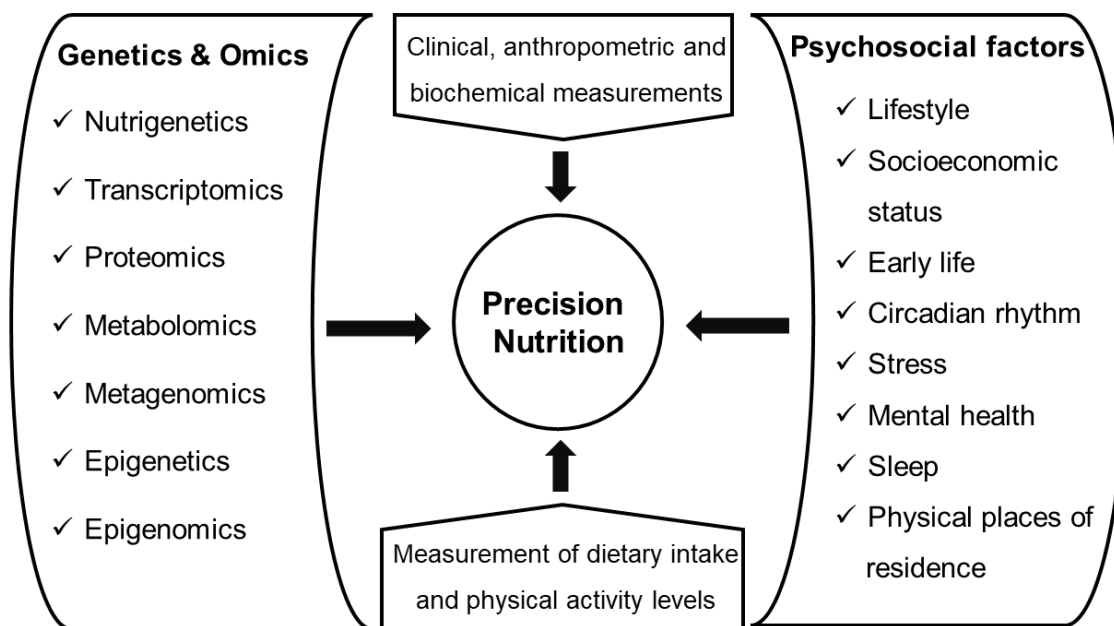 Genetics & Omics
✓ Nutrigenetics
✓ Transcriptomics
✓ Proteomics
✓ Metabolomics
✓ Metagenomics
✓ Epigenetics
✓ Epigenomics
Clinical, anthropometric and
biochemical measurements
Precision
Nutrition
Measurement of dietary intake
and physical activity levels
Psychosocial factors
✓ Lifestyle
✓ Socioeconomic
status
✓ Early life
✓ Circadian rhythm
✓ Stress
✓ Mental health
✓ Sleep
✓ Physical places of
residence